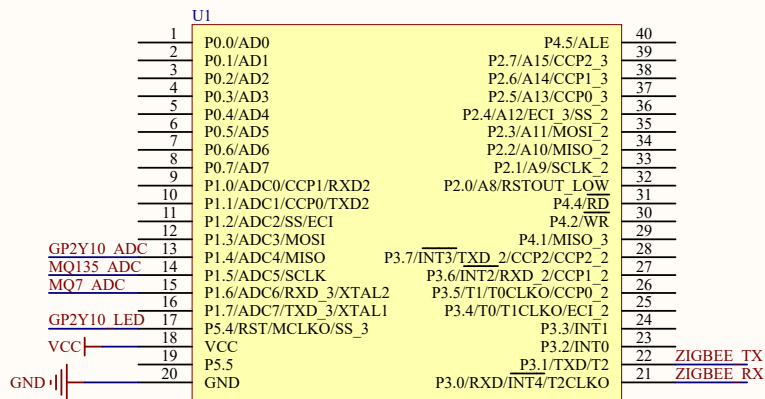 U1
1 P0.0/AD0 P4.5/ALE 40
2 P0.1/AD1 P2.7/A15/CCP2_3 39
3 P0.2/AD2 P2.6/A14/CCP1_3 38
4 P0.3/AD3 P2.5/A13/CCP0_3 37
5 P0.4/AD4 P2.4/A12/ECI_3/SS_2 36
6 P0.5/AD5 P2.3/A11/MOSI_2 35
7 P0.6/AD6 P2.2/A10/MISO_2 34
8 P0.7/AD7 P2.1/A9/SCLK_2 33
9 P1.0/ADC0/CCP1/RXD2 P2.0/A8/RSTOUT_LOW 32
10 P1.1/ADC1/CCP0/TXD2 P4.4/RD 31
11 P1.2/ADC2/SS/ECI P4.2/WR 30
12 P1.3/ADC3/MOSI P4.1/MISO_3 29
GP2Y10_ADC 13 P1.4/ADC4/MISO P3.7/INT3/TXD_2/CCP2/CCP2_2 28
MQ135_ADC 14 P1.5/ADC5/SCLK P3.6/INT2/RXD_2/CCP1_2 27
MQ7_ADC 15 P1.6/ADC6/RXD_3/XTAL2 P3.5/T1/T0CLKO/CCP0_2 26
16 P1.7/ADC7/TXD_3/XTAL1 P3.4/T0/T1CLKO/ECI_2 25
GP2Y10_LED 17 P5.4/RST/MCLKO/SS_3 P3.3/INT1 24
VCC 18 VCC P3.2/INT0 23
19 P5.5 P3.1/TXD/T2 22 ZIGBEE_TX
GND 20 GND P3.0/RXD/INT4/T2CLKO 21 ZIGBEE_RX